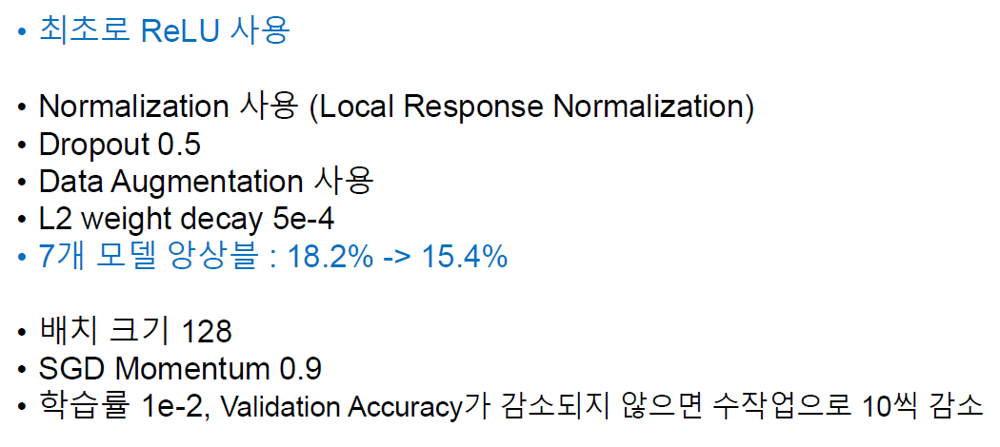 • 최초로 ReLU 사용
• Normalization 사용 (Local Response Normalization)
• Dropout 0.5
• Data Augmentation 사용
• L2 weight decay 5e-4
• 7개 모델 앙상블 : 18.2% -> 15.4%
• 배치 크기 128
• SGD Momentum 0.9
• 학습률 1e-2, Validation Accuracy가 감소되지 않으면 수작업으로 10씩 감소